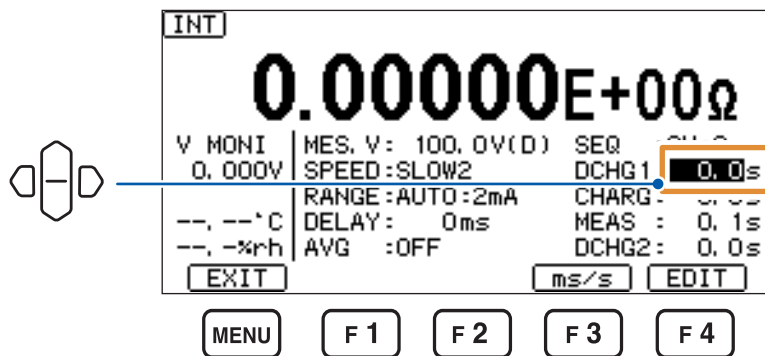 INT
0.00000E+00Ω
V MONI MES. V: 100.0V(D) SEQ
0.000V SPEED:SLOW2 DCHG1 0.0s
RANGE:AUTO:2mA CHARG:
--.--°C DELAY: 0ms MEAS : 0.1s
--.-%rh AVG :OFF DCHG2: 0.0s
EXIT ms/s EDIT
MENU F 1 F 2 F 3 F 4